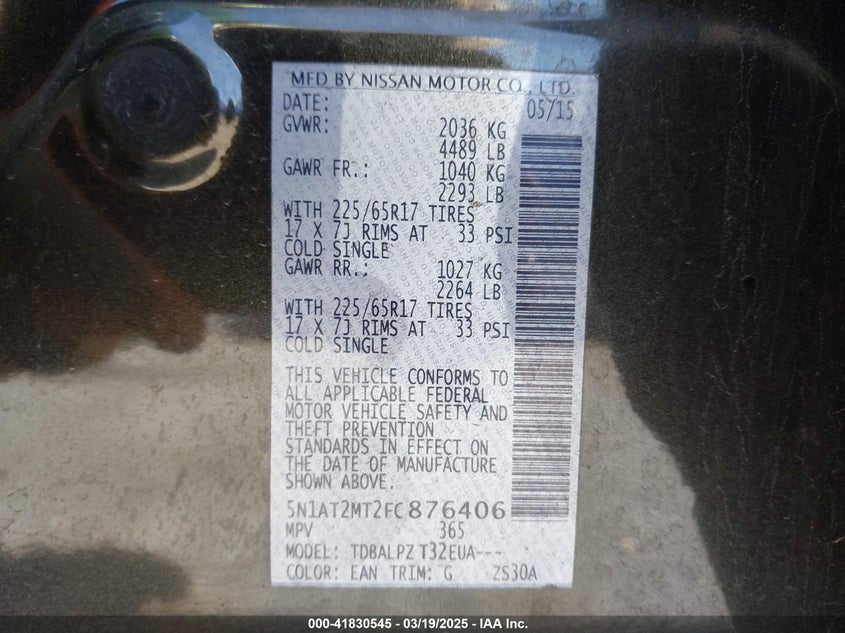 MFD BY NISSAN MOTOR CO., LTD.
DATE: 05/15
GVWR: 2036 KG
4489 LB
GAWR FR.: 1040 KG
2293 LB
WITH 225/65R17 TIRES
17 X 7J RIMS AT 33 PSI
COLD SINGLE
GAWR RR.: 1027 KG
2264 LB
WITH 225/65R17 TIRES
17 X 7J RIMS AT 33 PSI
COLD SINGLE
THIS VEHICLE CONFORMS TO
ALL APPLICABLE FEDERAL
MOTOR VEHICLE SAFETY AND
THEFT PREVENTION
STANDARDS IN EFFECT ON
THE DATE OF MANUFACTURE
SHOWN ABOVE.
5N1AT2MT2FC876406
MPV 365
MODEL: TDBALPZ T32EUA---
COLOR: EAN TRIM: G ZS30A
000-41830545 - 03/19/2025 - IAA Inc.